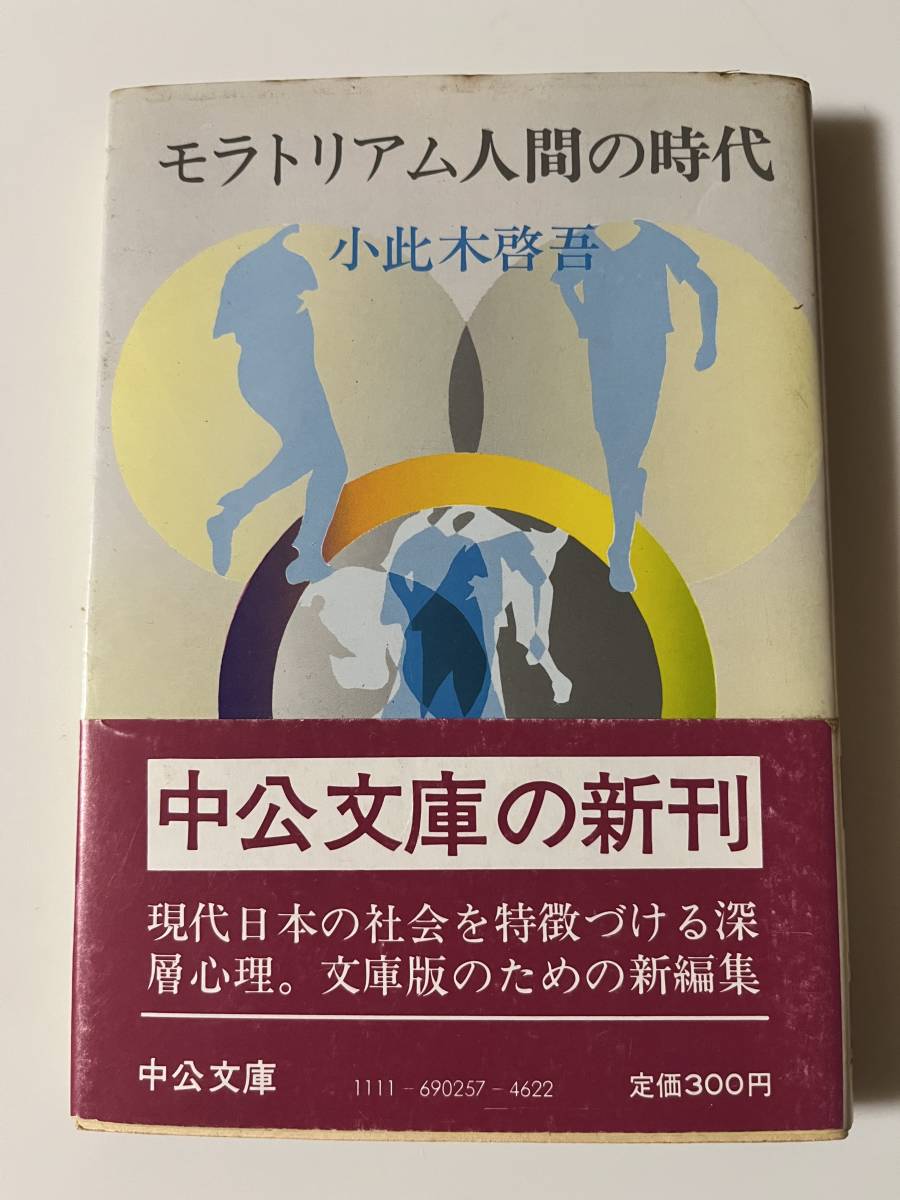 モラトリアム人間の時代
小此木啓吾
中公文庫の新刊
現代日本の社会を特徴づける深
層心理。文庫版のための新編集
中公文庫
1111-690257-4622
定価300円